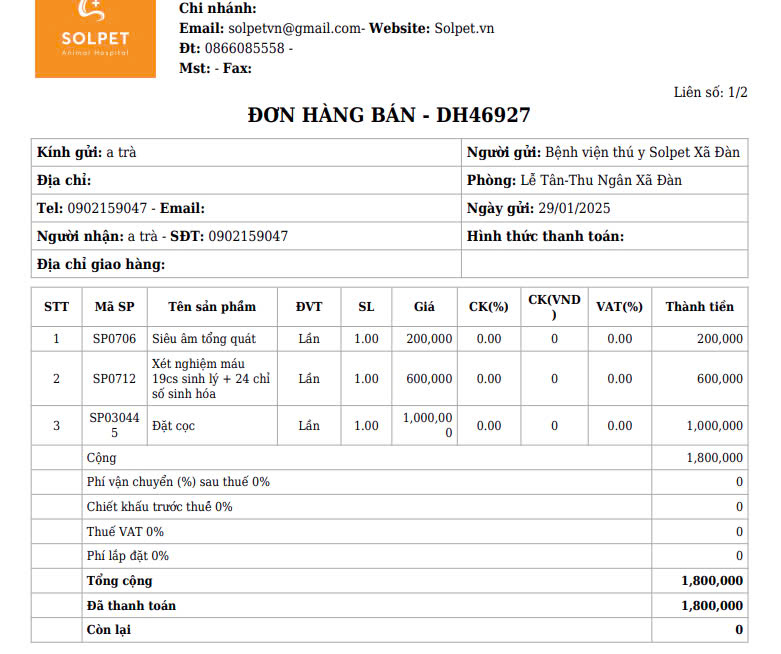 SOLPET
Animal Hospital
Chi nhánh:
Email: solpetvn@gmail.com- Website: Solpet.vn
Đt: 0866085558 -
Mst: - Fax:
Liên số: 1/2
ĐƠN HÀNG BÁN - DH46927
Kính gửi: a trà
Người gửi: Bệnh viện thú y Solpet Xã Đàn
Địa chỉ:
Phòng: Lễ Tân-Thu Ngân Xã Đàn
Tel: 0902159047 - Email:
Ngày gửi: 29/01/2025
Người nhận: a trà - SĐT: 0902159047
Hình thức thanh toán:
Địa chỉ giao hàng:
STT Mã SP Tên sản phẩm ĐVT SL Giá CK(%) CK(VND
) VAT(%) Thành tiền
1 SP0706 Siêu âm tổng quát Lần 1.00 200,000 0.00 0 0.00 200,000
2 SP0712 Xét nghiệm máu
19cs sinh lý + 24 chỉ
số sinh hóa Lần 1.00 600,000 0.00 0 0.00 600,000
3 SP03044
5 Đặt cọc Lần 1.00 1,000,00
0 0.00 0 0.00 1,000,000
Cộng 1,800,000
Phí vận chuyển (%) sau thuế 0% 0
Chiết khấu trước thuế 0% 0
Thuế VAT 0% 0
Phí lắp đặt 0% 0
Tổng cộng 1,800,000
Đã thanh toán 1,800,000
Còn lại 0